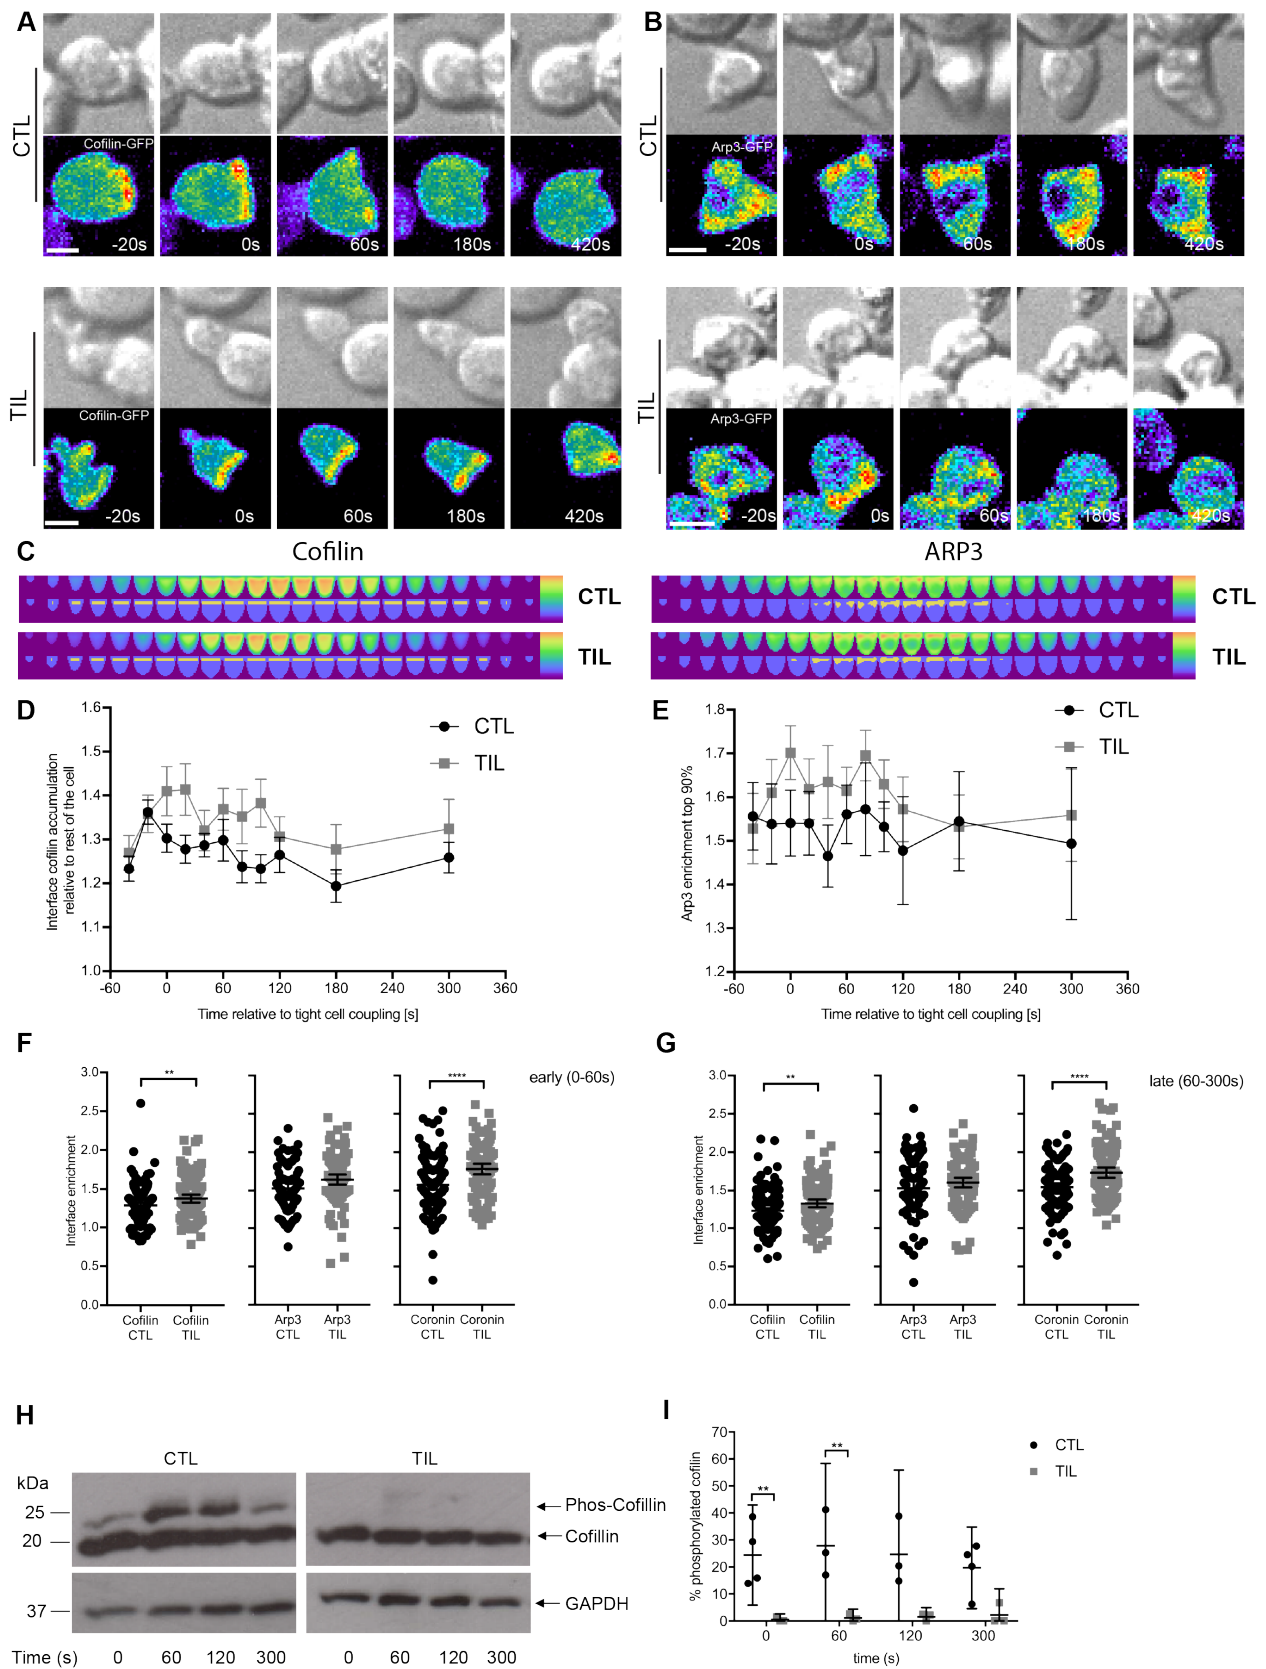 A
CTL
Cofilin-GFP
-20s
0s
60s
180s
420s
TIL
Cofilin-GFP
-20s
0s
60s
180s
420s
B
CTL
Arp3-GFP
-20s
0s
60s
180s
420s
TIL
Arp3-GFP
-20s
0s
60s
180s
420s
C
Cofilin
ARP3
CTL
TIL
CTL
TIL
D
Interface cofilin accumulation
relative to rest of the cell
1.6
1.5
1.4
1.3
1.2
1.1
1.0
-60 0 60 120 180 240 300 360
Time relative to tight cell coupling [s]
CTL
TIL
E
Arp3 enrichment top 90%
1.8
1.7
1.6
1.5
1.4
1.3
1.2
-60 0 60 120 180 240 300 360
Time relative to tight cell coupling [s]
CTL
TIL
F
Interface enrichment
3.0
2.5
2.0
1.5
1.0
0.5
0.0
**
****
early (0-60s)
Cofilin Cofilin Arp3 Arp3 Coronin Coronin
CTL TIL CTL TIL CTL TIL
G
Interface enrichment
3.0
2.5
2.0
1.5
1.0
0.5
0.0
**
****
late (60-300s)
Cofilin Cofilin Arp3 Arp3 Coronin Coronin
CTL TIL CTL TIL CTL TIL
H
CTL
TIL
kDa
25
20
37
Phos-Cofillin
Cofillin
GAPDH
Time (s) 0 60 120 300 0 60 120 300
I
% phosphorylated cofilin
70
60
50
40
30
20
10
0
**
**
CTL
TIL
0 60 120 300
time (s)